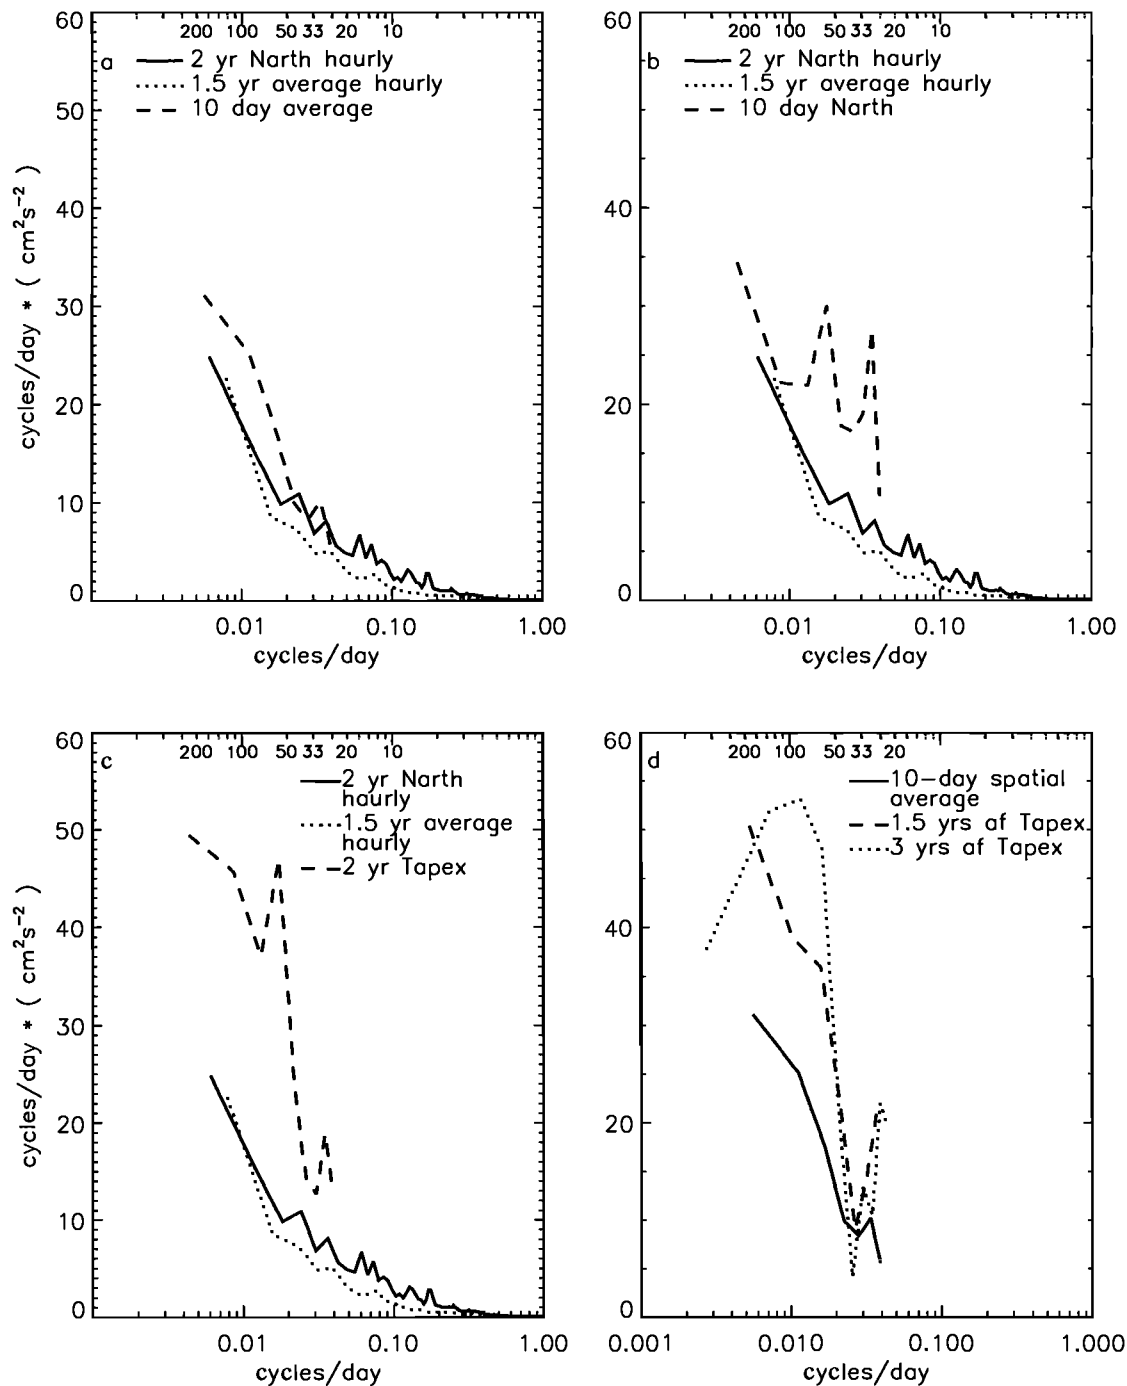 60
200 100 50 33 20 10
a
2 yr Narth hourly
1.5 yr average hourly
10 day average
50
40
30
20
10
0
cycles/day * ( cm2s-2 )
0.01 0.10 1.00
cycles/day
60
200 100 50 33 20 10
b
2 yr Narth hourly
1.5 yr average hourly
10 day Narth
40
20
0
0.01 0.10 1.00
cycles/day
60
200 100 50 33 20 10
c
2 yr Narth
hourly
1.5 yr average
hourly
2 yr Tapex
50
40
30
20
10
0
cycles/day * ( cm2s-2 )
0.01 0.10 1.00
cycles/day
60
200 100 50 33 20
d
10-day spatial
average
1.5 yrs af Tapex
3 yrs af Tapex
40
20
0
0.001 0.010 0.100 1.000
cycles/day